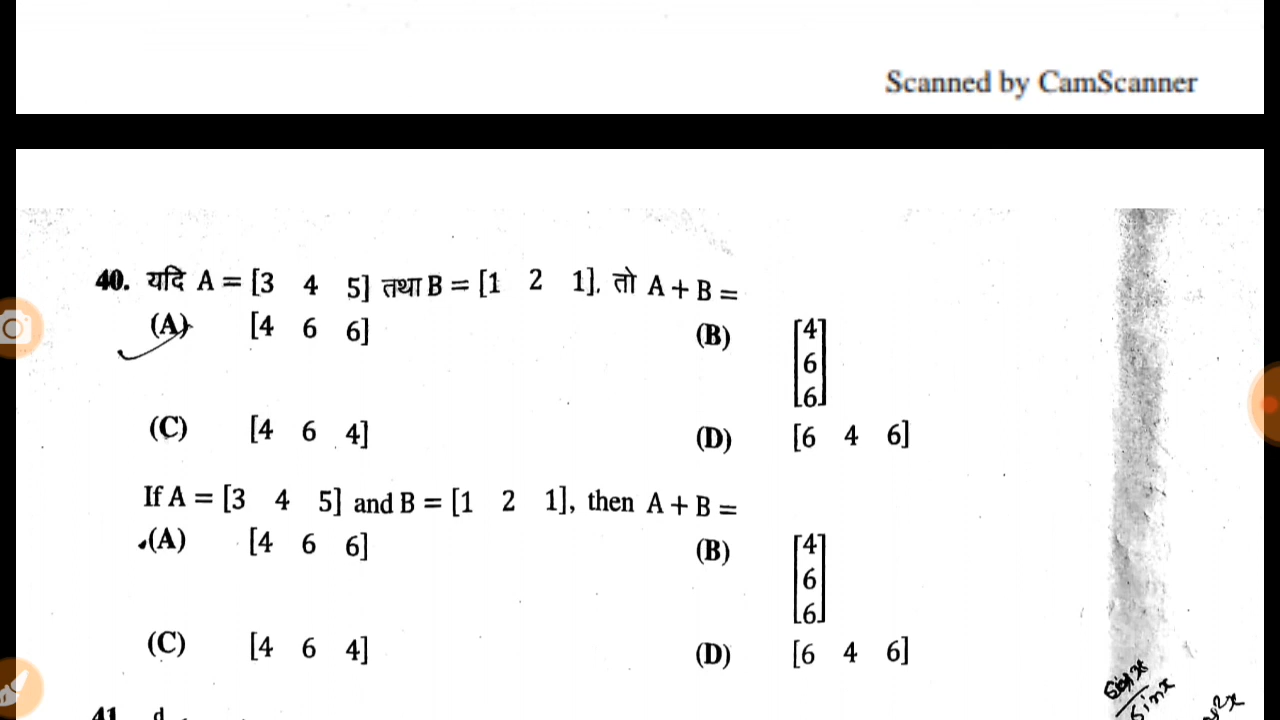 Scanned by CamScanner
40. यदि A = [3 4 5] तथा B = [1 2 1], तो A + B =
(A) [4 6 6] (B) [4
6
6]
(C) [4 6 4] (D) [6 4 6]
If A = [3 4 5] and B = [1 2 1], then A + B =
(A) [4 6 6] (B) [4
6
6]
(C) [4 6 4] (D) [6 4 6]
41. d
sinx